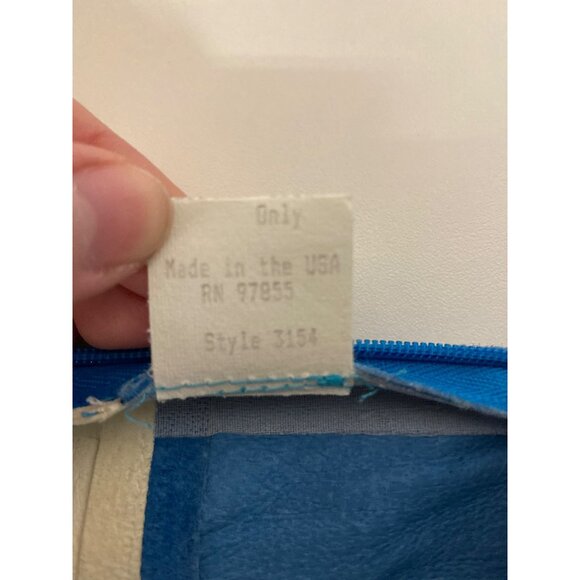 Only
Made in the USA
RN 97855
Style 3154